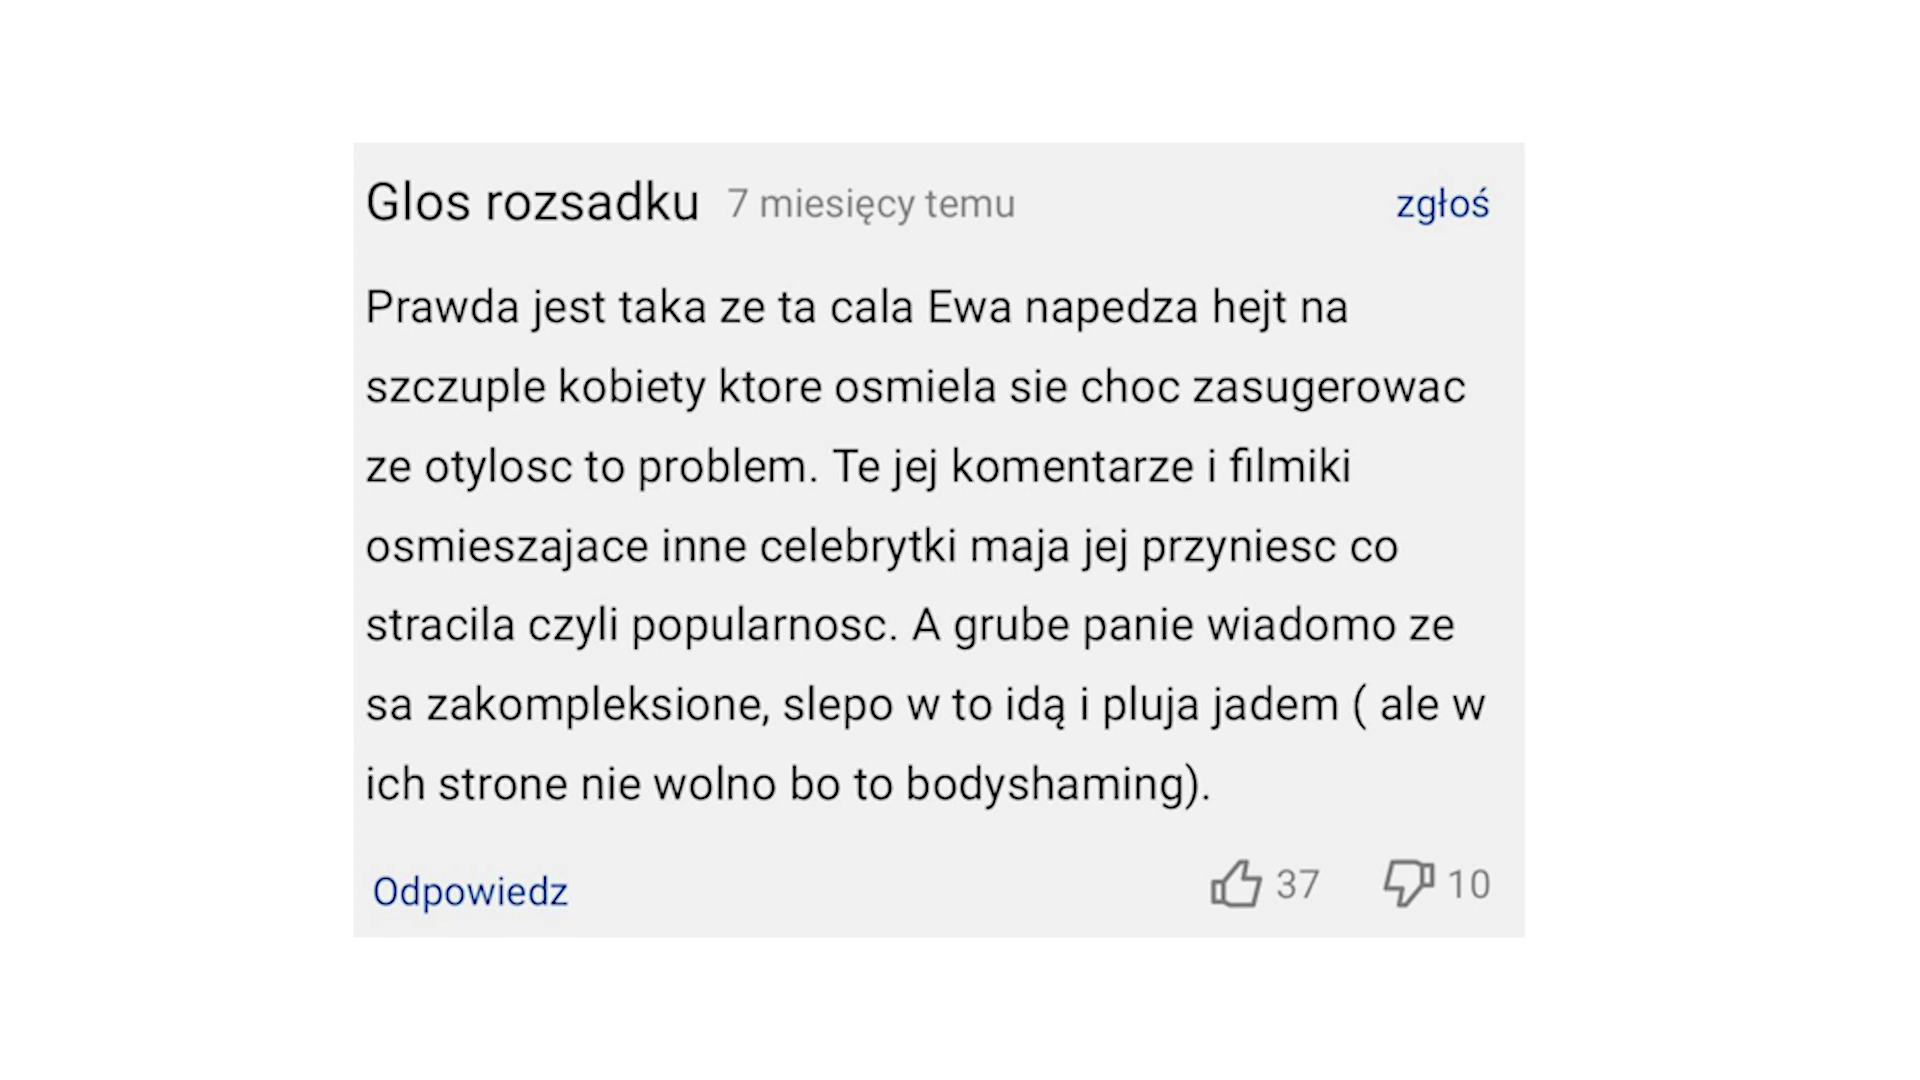 Glos rozsadku 7 miesięcy temu zgłoś
Prawda jest taka ze ta cala Ewa napedza hejt na
szczuple kobiety ktore osmiela sie choc zasugerowac
ze otylosc to problem. Te jej komentarze i filmiki
osmieszajace inne celebrytki maja jej przyniesc co
stracila czyli popularnosc. A grube panie wiadomo ze
sa zakompleksione, slepo w to idą i pluja jadem ( ale w
ich strone nie wolno bo to bodyshaming).
Odpowiedz 37 10